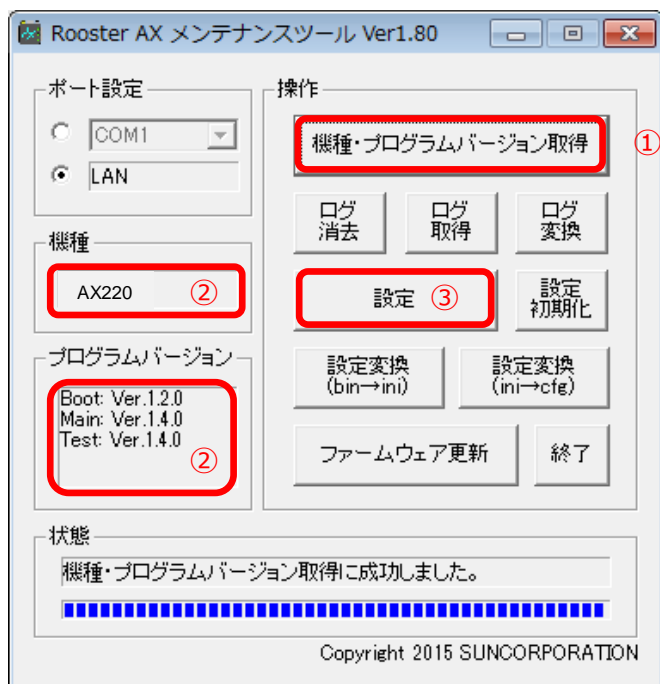 Rooster AX メンテナンスツール Ver1.80
ポート設定
COM1
LAN
機種
AX220 ②
プログラムバージョン
Boot: Ver.1.2.0
Main: Ver.1.4.0
Test: Ver.1.4.0
②
操作
機種・プログラムバージョン取得 ①
ログ
消去
ログ
取得
ログ
変換
設定 ③
設定
初期化
設定変換
(bin→ini)
設定変換
(ini→cfg)
ファームウェア更新
終了
状態
機種・プログラムバージョン取得に成功しました。
Copyright 2015 SUNCORPORATION